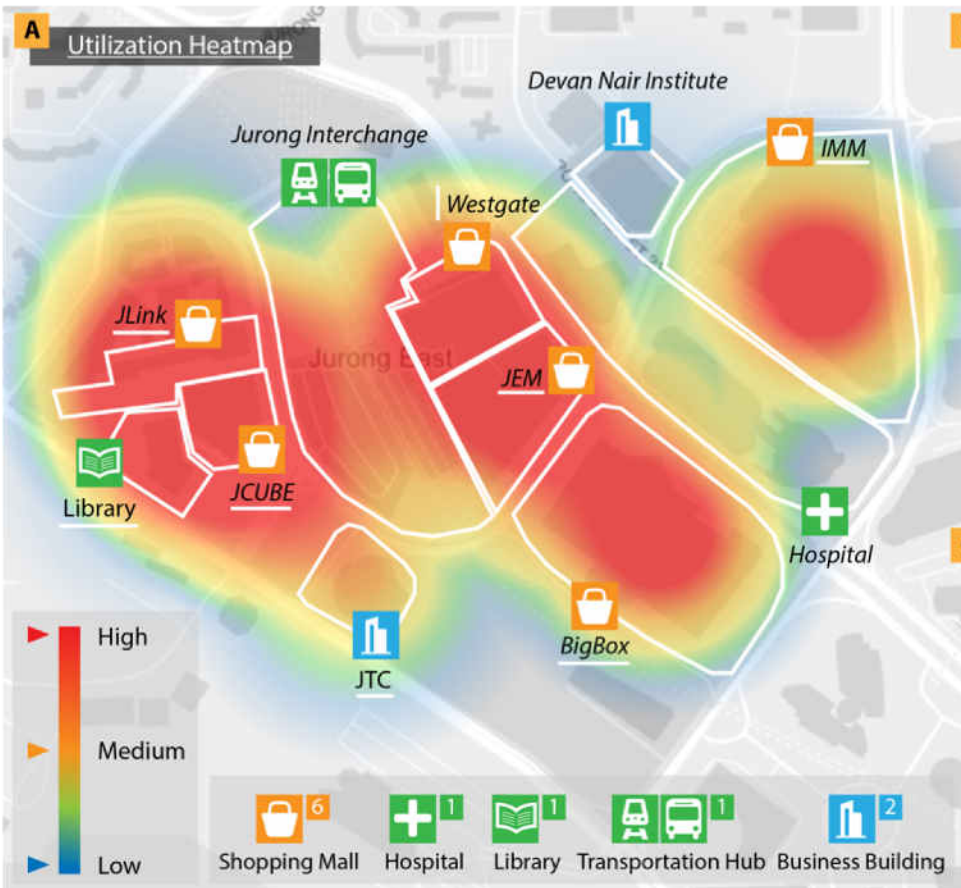 A
Utilization Heatmap
Devan Nair Institute
Jurong Interchange
IMM
Westgate
JLink
Jurong East
JEM
Library
JCUBE
Hospital
BigBox
JTC
High
Medium
Low
6
1
1
1
2
Shopping Mall
Hospital
Library
Transportation Hub
Business Building